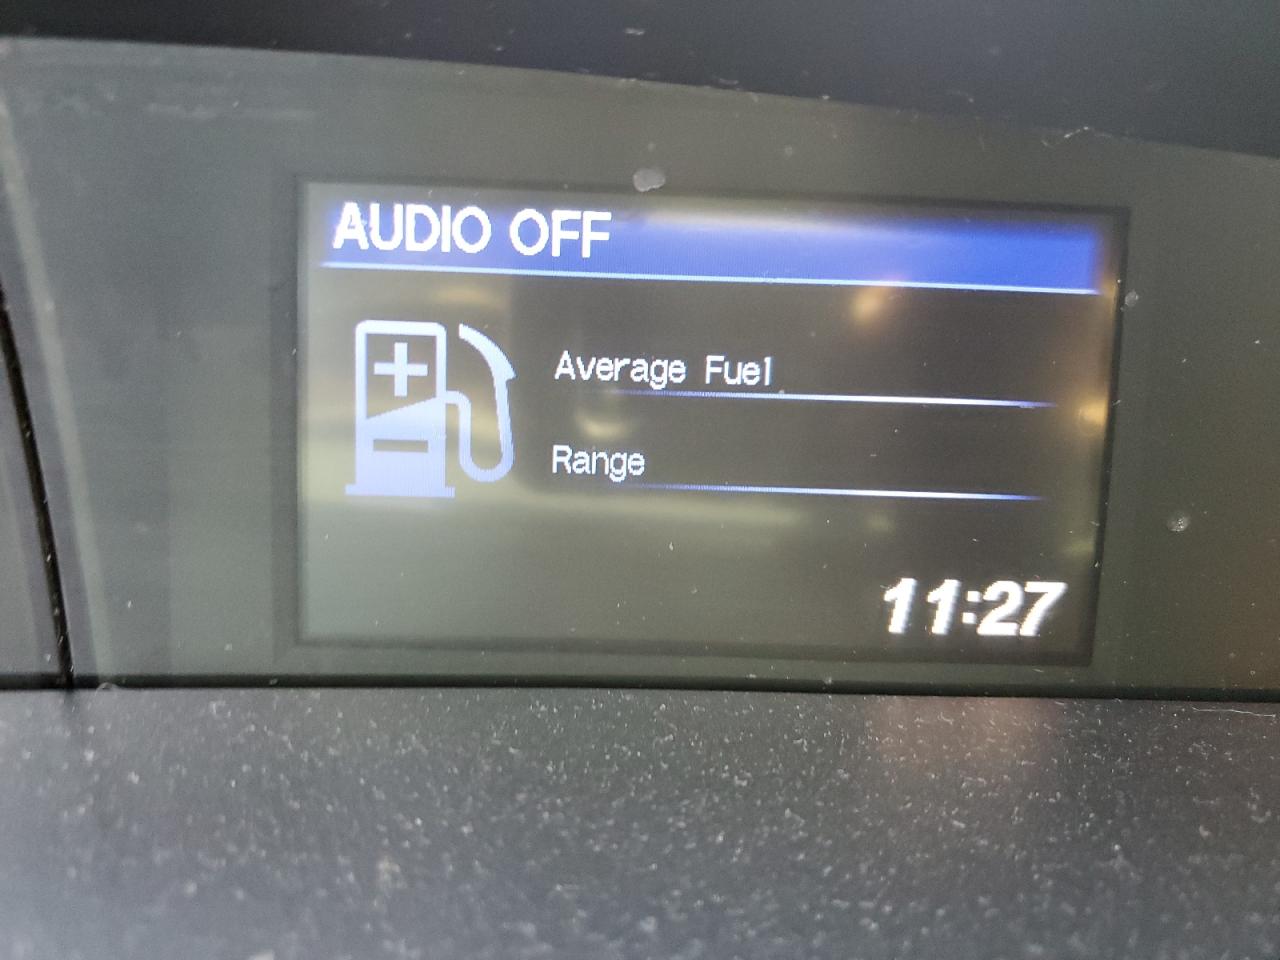 AUDIO OFF
Average Fuel
Range
11:27